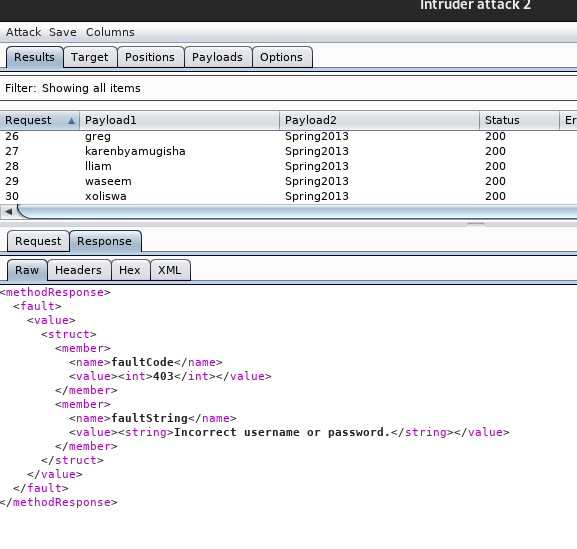 Intruder attack 2
Attack Save Columns
Results Target Positions Payloads Options
Filter: Showing all items
Request Payload1 Payload2 Status Er
26 greg Spring2013 200
27 karenbyamugisha Spring2013 200
28 lliam Spring2013 200
29 waseem Spring2013 200
30 xoliswa Spring2013 200
Request Response
Raw Headers Hex XML
<methodResponse>
<fault>
<value>
<struct>
<member>
<name>faultCode</name>
<value><int>403</int></value>
</member>
<member>
<name>faultString</name>
<value><string>Incorrect username or password.</string></value>
</member>
</struct>
</value>
</fault>
</methodResponse>